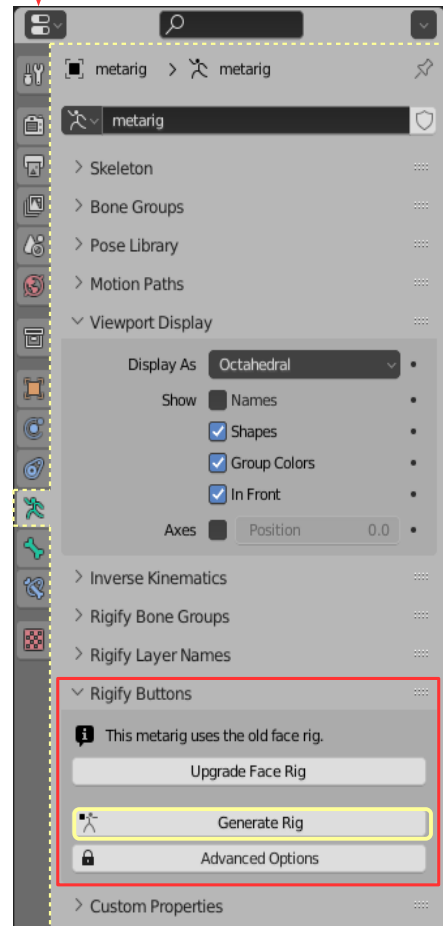 metarig > metarig
metarig
Skeleton
Bone Groups
Pose Library
Motion Paths
Viewport Display
Display As Octahedral
Show Names
Shapes
Group Colors
In Front
Axes Position 0.0
Inverse Kinematics
Rigify Bone Groups
Rigify Layer Names
Rigify Buttons
This metarig uses the old face rig.
Upgrade Face Rig
Generate Rig
Advanced Options
Custom Properties